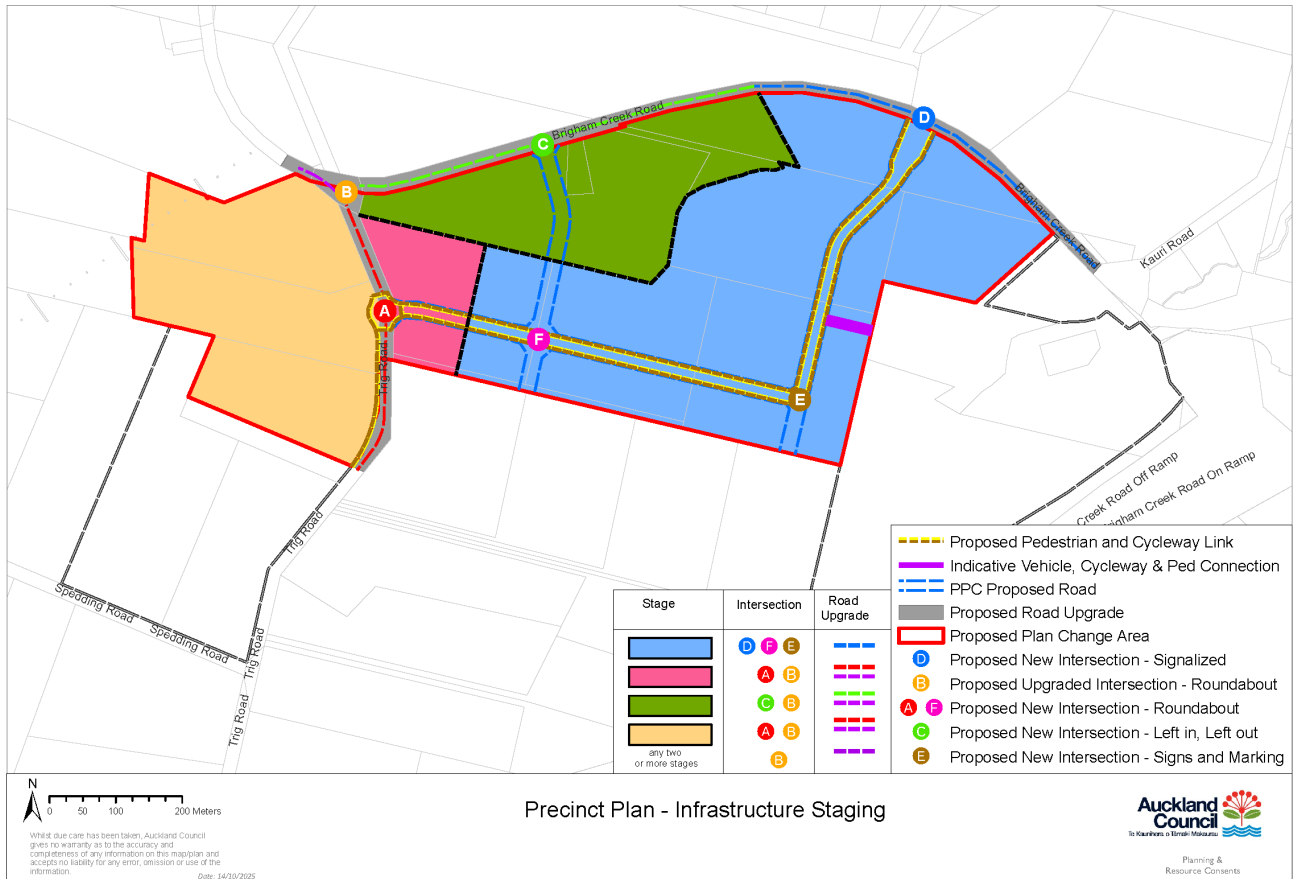 Brigham Creek Road
D
C
B
Brigham Creek Road
Kauri Road
A
F
Trig Road
E
Creek Road Off Ramp
righam Creek Road On Ramp
Trig Road
Spedding Road
Spedding Road
Trig Road
Trig Road
Stage
Intersection
Road
Upgrade
D F E
A B
C B
A B
any two
or more stages
B
Proposed Pedestrian and Cycleway Link
Indicative Vehicle, Cycleway & Ped Connection
PPC Proposed Road
Proposed Road Upgrade
Proposed Plan Change Area
D Proposed New Intersection - Signalized
B Proposed Upgraded Intersection - Roundabout
A F Proposed New Intersection - Roundabout
C Proposed New Intersection - Left in, Left out
E Proposed New Intersection - Signs and Marking
N
0 50 100 200 Meters
Whilst due care has been taken, Auckland Council
gives no warranty as to the accuracy and
completeness of any information on this map/plan and
accepts no liability for any error, omission or use of the
information.
Date: 14/10/2025
Precinct Plan - Infrastructure Staging
Auckland
Council
Te Kaunihera o Tāmaki Makaurau
Planning &
Resource Consents